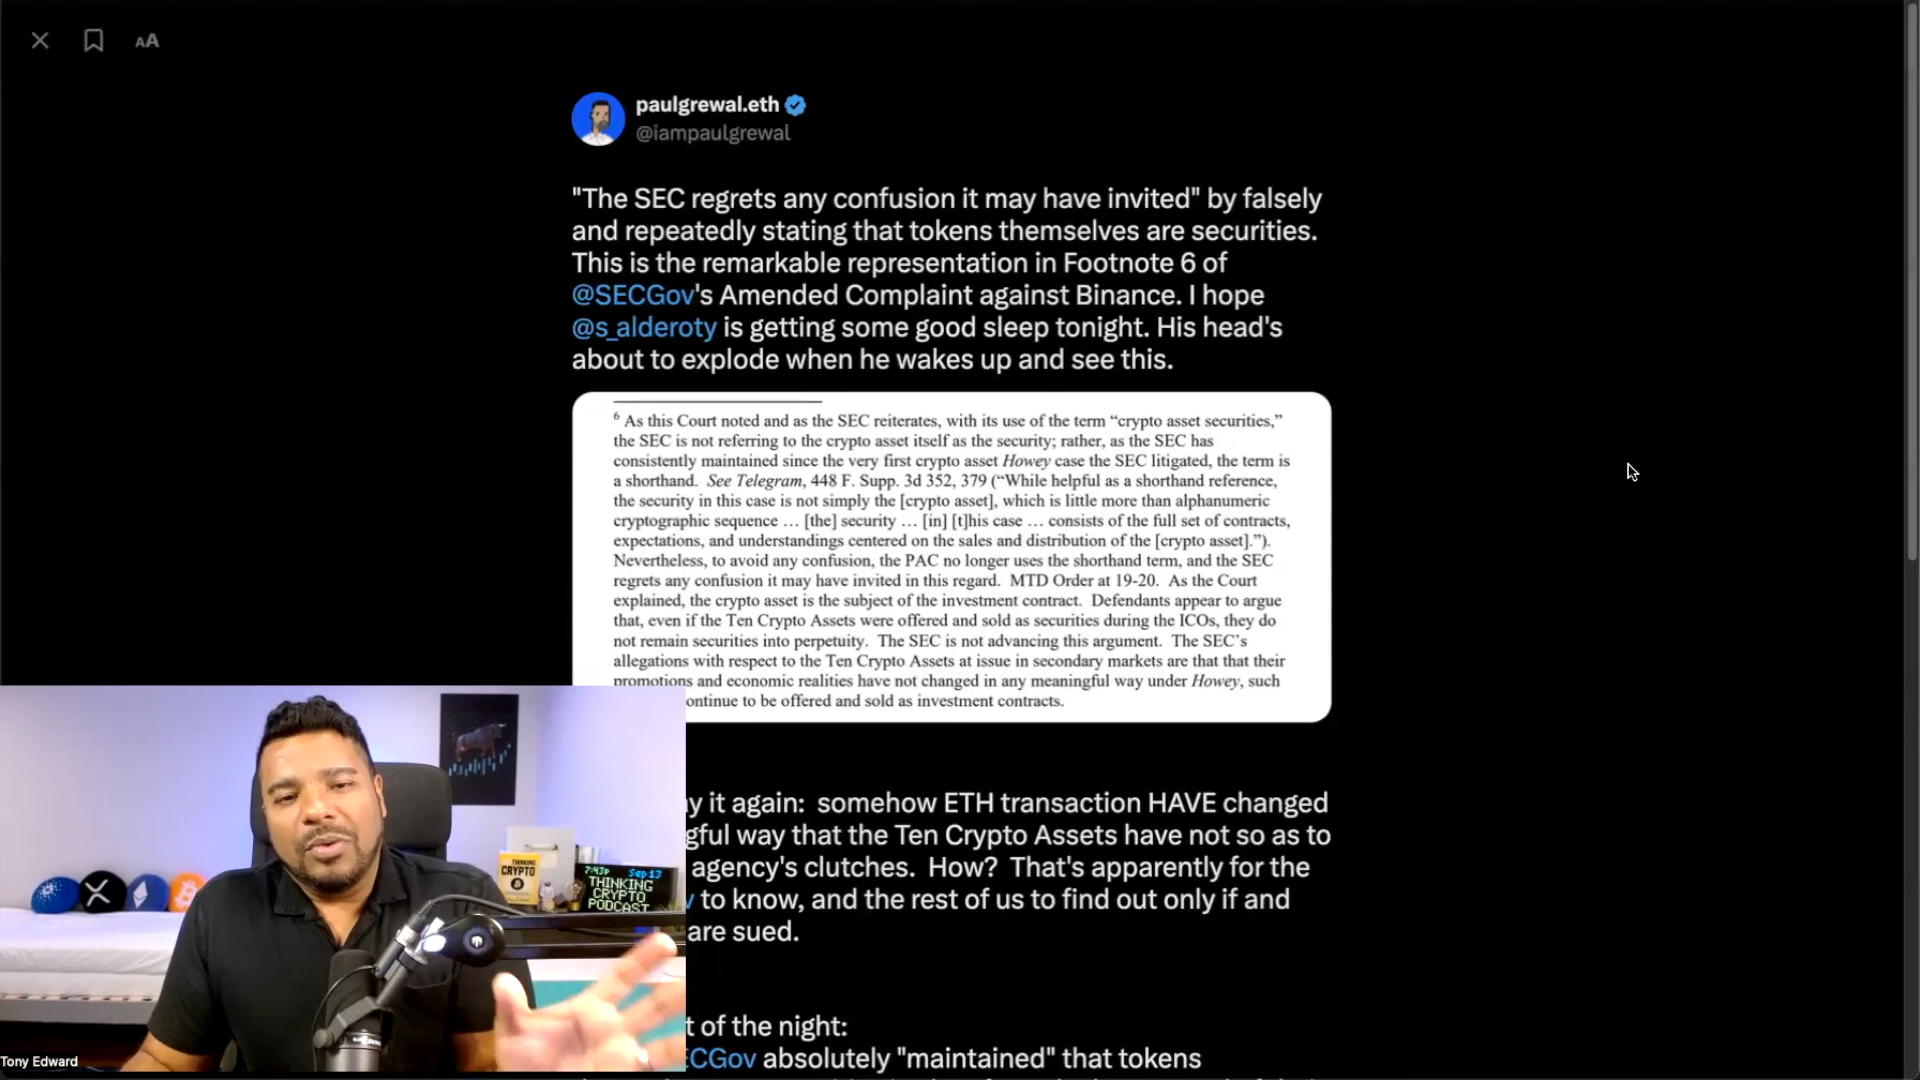 AA
paulgrewal.eth
@iampaulgrewal
"The SEC regrets any confusion it may have invited" by falsely
and repeatedly stating that tokens themselves are securities.
This is the remarkable representation in Footnote 6 of
@SECGov's Amended Complaint against Binance. I hope
@s_alderoty is getting some good sleep tonight. His head's
about to explode when he wakes up and see this.
6 As this Court noted and as the SEC reiterates, with its use of the term “crypto asset securities,”
the SEC is not referring to the crypto asset itself as the security; rather, as the SEC has
consistently maintained since the very first crypto asset Howey case the SEC litigated, the term is
a shorthand. See Telegram, 448 F. Supp. 3d 352, 379 (“While helpful as a shorthand reference,
the security in this case is not simply the [crypto asset], which is little more than alphanumeric
cryptographic sequence … [the] security … [in] [t]his case … consists of the full set of contracts,
expectations, and understandings centered on the sales and distribution of the [crypto asset].”).
Nevertheless, to avoid any confusion, the PAC no longer uses the shorthand term, and the SEC
regrets any confusion it may have invited in this regard. MTD Order at 19-20. As the Court
explained, the crypto asset is the subject of the investment contract. Defendants appear to argue
that, even if the Ten Crypto Assets were offered and sold as securities during the ICOs, they do
not remain securities into perpetuity. The SEC is not advancing this argument. The SEC’s
allegations with respect to the Ten Crypto Assets at issue in secondary markets are that that their
promotions and economic realities have not changed in any meaningful way under Howey, such
ontinue to be offered and sold as investment contracts.
y it again: somehow ETH transaction HAVE changed
gful way that the Ten Crypto Assets have not so as to
agency's clutches. How? That's apparently for the
to know, and the rest of us to find out only if and
are sued.
t of the night:
CGov absolutely "maintained" that tokens
THINKING
CRYPTO
7:43P Sep 13
THINKING
CRYPTO
PODCAST
Tony Edward